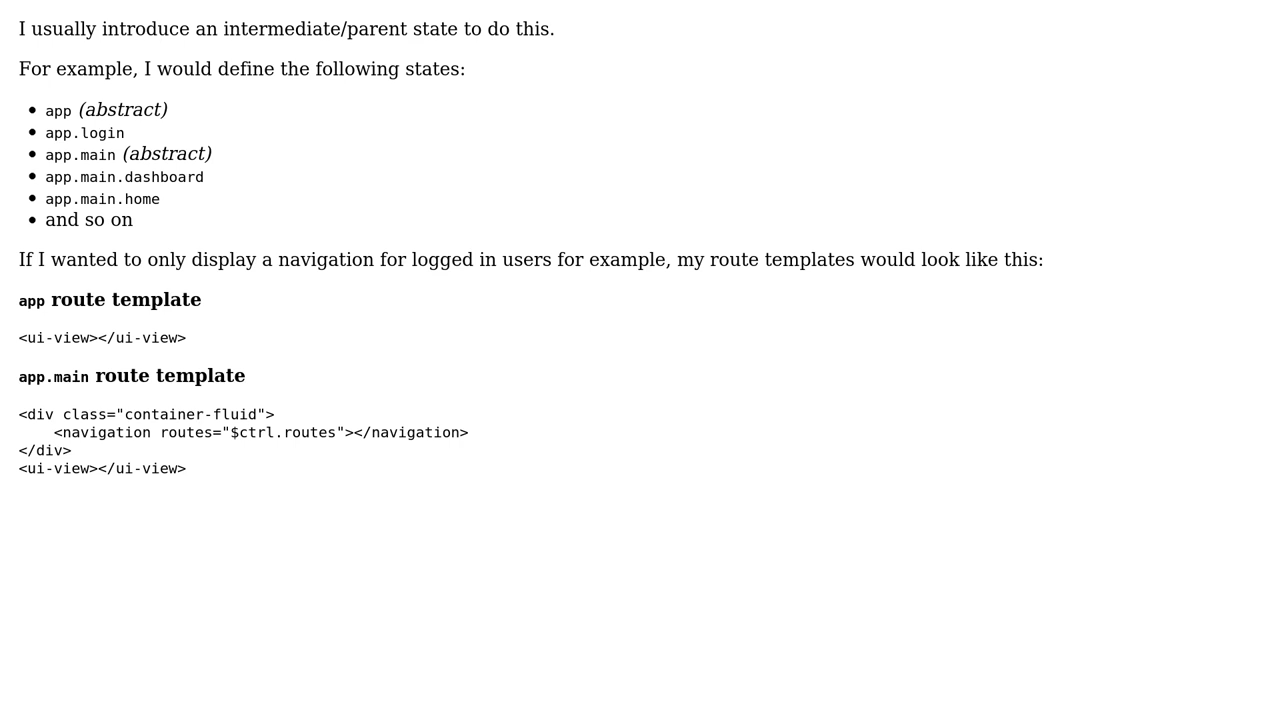 I usually introduce an intermediate/parent state to do this.
For example, I would define the following states:
app (abstract)
app.login
app.main (abstract)
app.main.dashboard
app.main.home
and so on
If I wanted to only display a navigation for logged in users for example, my route templates would look like this:
app route template
<ui-view></ui-view>
app.main route template
<div class="container-fluid">
    <navigation routes="$ctrl.routes"></navigation>
</div>
<ui-view></ui-view>